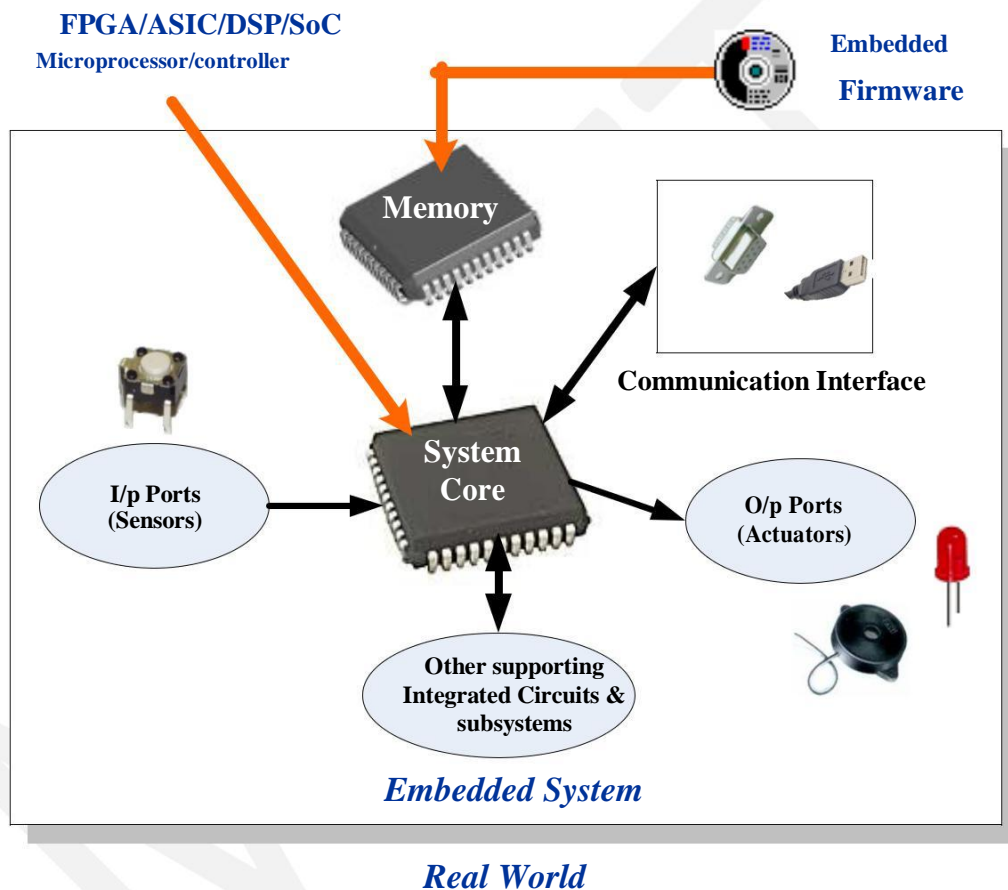 FPGA/ASIC/DSP/SoC
Microprocessor/controller
Embedded
Firmware
Memory
Communication Interface
System
Core
I/p Ports
(Sensors)
O/p Ports
(Actuators)
Other supporting
Integrated Circuits &
subsystems
Embedded System
Real World